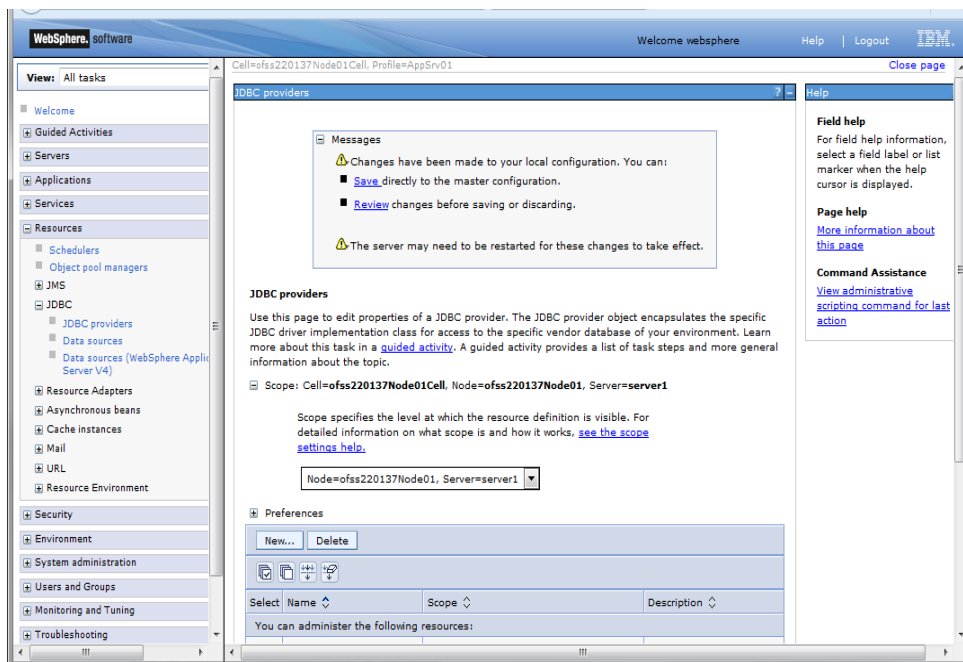 WebSphere. software
Welcome websphere
Help | Logout
IBM.
View: All tasks
Welcome
Guided Activities
Servers
Applications
Services
Resources
Schedulers
Object pool managers
JMS
JDBC
JDBC providers
Data sources
Data sources (WebSphere Applic
Server V4)
Resource Adapters
Asynchronous beans
Cache instances
Mail
URL
Resource Environment
Security
Environment
System administration
Users and Groups
Monitoring and Tuning
Troubleshooting
Cell=ofss220137Node01Cell, Profile=AppSrv01
Close page
JDBC providers
? -
Messages
Changes have been made to your local configuration. You can:
Save directly to the master configuration.
Review changes before saving or discarding.
The server may need to be restarted for these changes to take effect.
JDBC providers
Use this page to edit properties of a JDBC provider. The JDBC provider object encapsulates the specific
JDBC driver implementation class for access to the specific vendor database of your environment. Learn
more about this task in a guided activity. A guided activity provides a list of task steps and more general
information about the topic.
Scope: Cell=ofss220137Node01Cell, Node=ofss220137Node01, Server=server1
Scope specifies the level at which the resource definition is visible. For
detailed information on what scope is and how it works, see the scope
settings help.
Node=ofss220137Node01, Server=server1
Preferences
New... Delete
Select Name Scope Description
You can administer the following resources:
Help
Field help
For field help information,
select a field label or list
marker when the help
cursor is displayed.
Page help
More information about
this page
Command Assistance
View administrative
scripting command for last
action